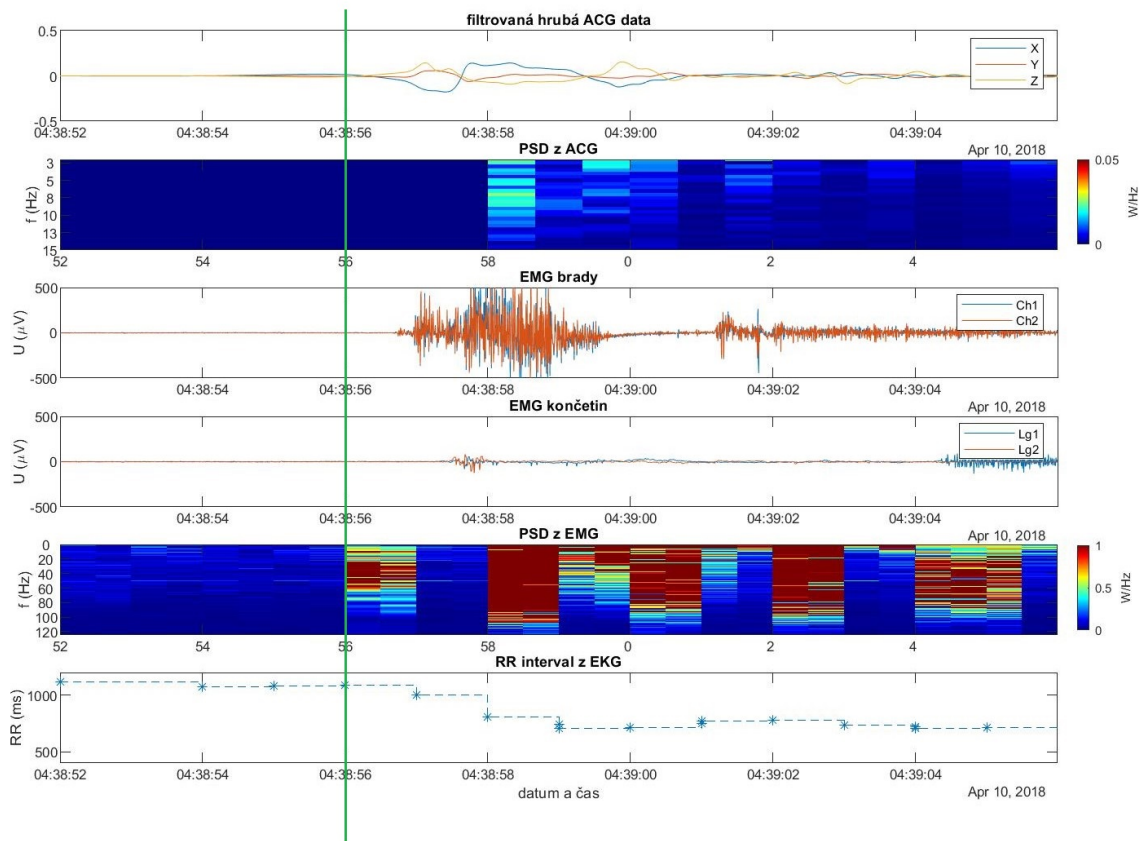 filtrovaná hrubá ACG data
0.5
0
-0.5
X
Y
Z
04:38:52 04:38:54 04:38:56 04:38:58 04:39:00 04:39:02 04:39:04
Apr 10, 2018
PSD z ACG
f (Hz)
3
5
8
10
13
15
52 54 56 58 0 2 4
0.05
0
W/Hz
EMG brady
U (μV)
500
0
-500
Ch1
Ch2
04:38:54 04:38:56 04:38:58 04:39:00 04:39:02 04:39:04
Apr 10, 2018
EMG končetin
U (μV)
500
0
-500
Lg1
Lg2
04:38:54 04:38:56 04:38:58 04:39:00 04:39:02 04:39:04
Apr 10, 2018
PSD z EMG
f (Hz)
0
20
40
60
80
100
120
52 54 56 58 0 2 4
1
0.5
0
W/Hz
RR interval z EKG
RR (ms)
1000
500
04:38:52 04:38:54 04:38:56 04:38:58 04:39:00 04:39:02 04:39:04
datum a čas
Apr 10, 2018